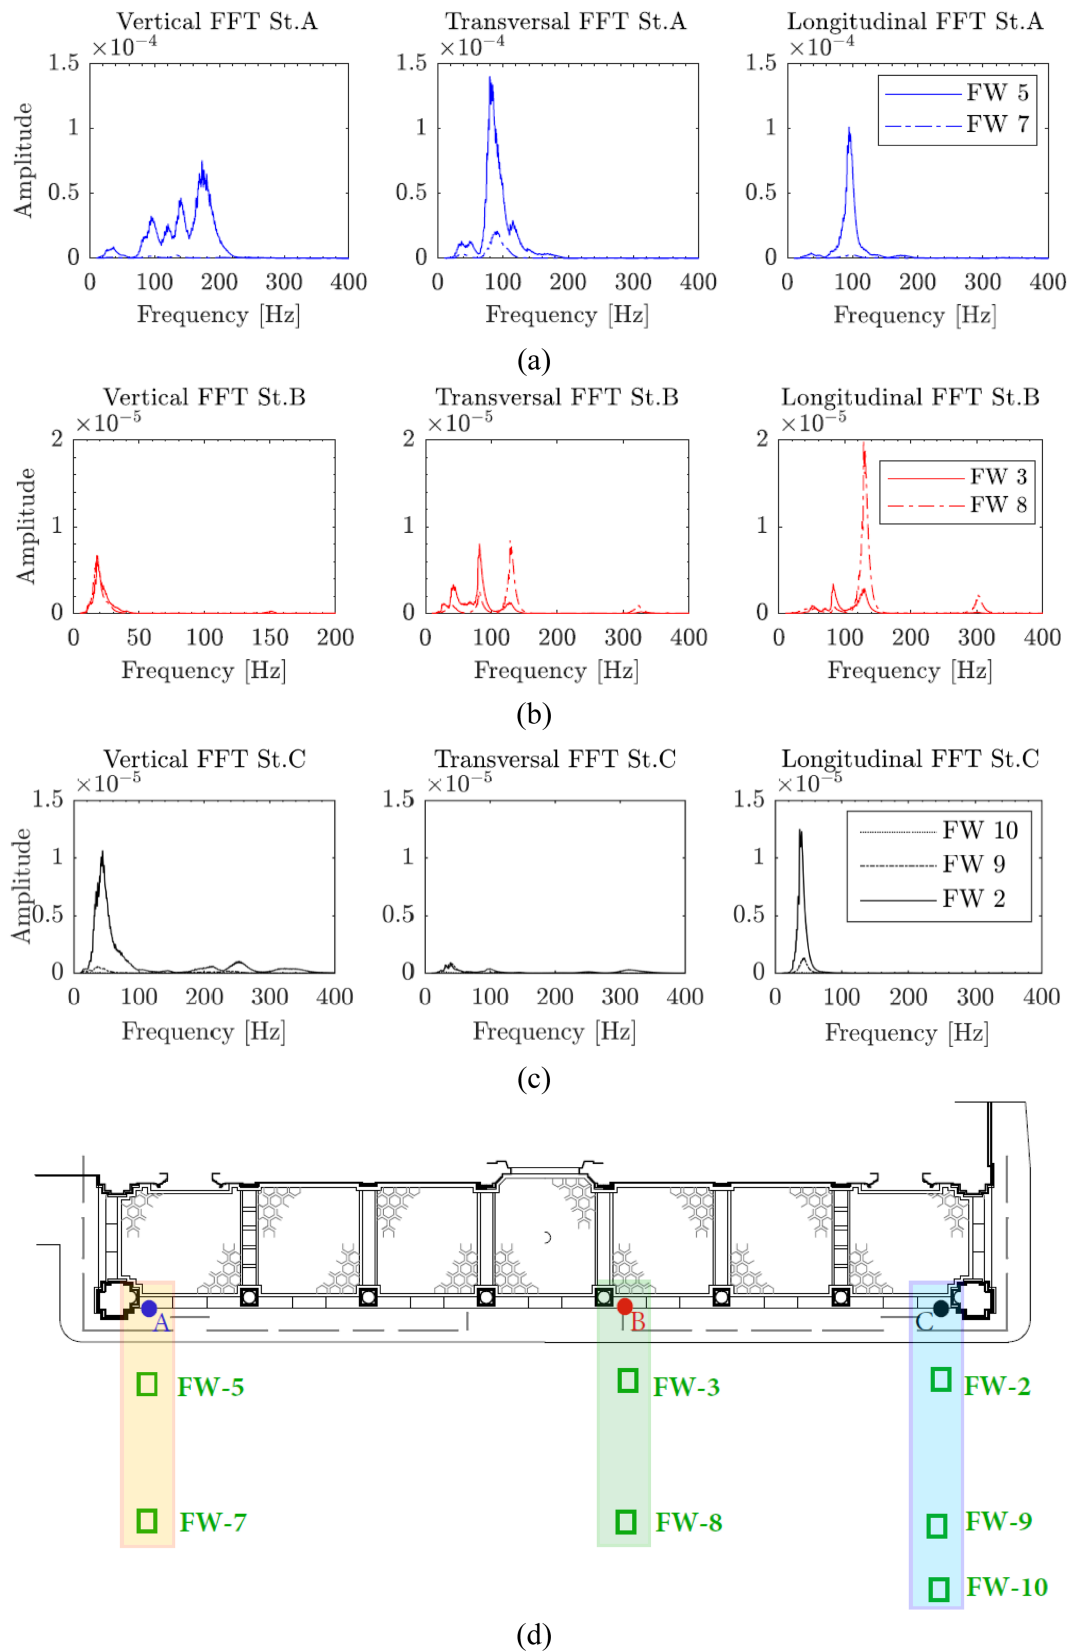 Vertical FFT St.A
Transversal FFT St.A
Longitudinal FFT St.A
×10⁻⁴
×10⁻⁴
×10⁻⁴
1.5
1
0.5
0
Amplitude
0 100 200 300 400
Frequency [Hz]
1.5
1
0.5
0
0 100 200 300 400
Frequency [Hz]
1.5
1
0.5
0
0 100 200 300 400
Frequency [Hz]
FW 5
FW 7
(a)
Vertical FFT St.B
Transversal FFT St.B
Longitudinal FFT St.B
×10⁻⁵
×10⁻⁵
×10⁻⁵
2
1
0
Amplitude
0 50 100 150 200
Frequency [Hz]
2
1
0
0 100 200 300 400
Frequency [Hz]
2
1
0
0 100 200 300 400
Frequency [Hz]
FW 3
FW 8
(b)
Vertical FFT St.C
Transversal FFT St.C
Longitudinal FFT St.C
×10⁻⁵
×10⁻⁵
×10⁻⁵
1.5
1
0.5
0
Amplitude
0 100 200 300 400
Frequency [Hz]
1.5
1
0.5
0
0 100 200 300 400
Frequency [Hz]
1.5
1
0.5
0
0 100 200 300 400
Frequency [Hz]
FW 10
FW 9
FW 2
(c)
A
B
C
FW-5
FW-3
FW-2
FW-7
FW-8
FW-9
FW-10
(d)